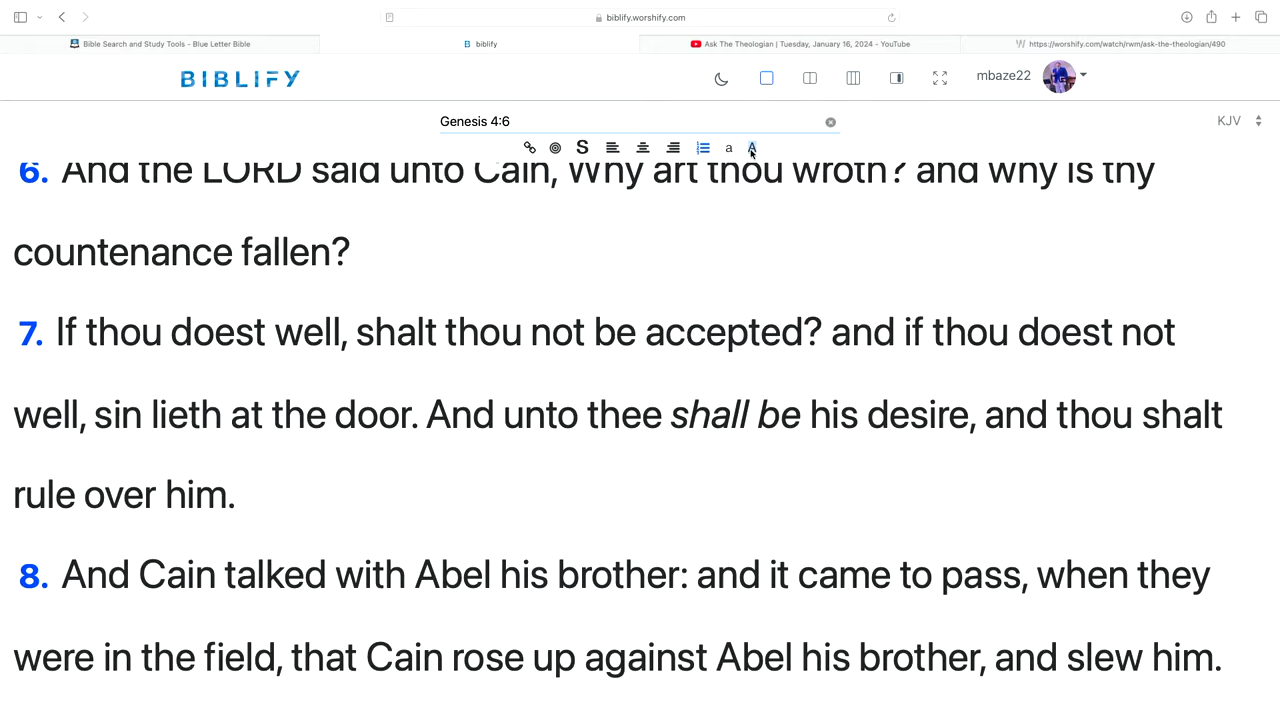 biblify.worshify.com
Bible Search and Study Tools - Blue Letter Bible
B biblify
Ask The Theologian | Tuesday, January 16, 2024 - YouTube
W https://worshify.com/watch/rwm/ask-the-theologian/490
BIBLIFY
mbaze22
Genesis 4:6
KJV
S a A
6. And the LORD said unto Cain, Why art thou wroth? and why is thy
countenance fallen?
7. If thou doest well, shalt thou not be accepted? and if thou doest not
well, sin lieth at the door. And unto thee shall be his desire, and thou shalt
rule over him.
8. And Cain talked with Abel his brother: and it came to pass, when they
were in the field, that Cain rose up against Abel his brother, and slew him.